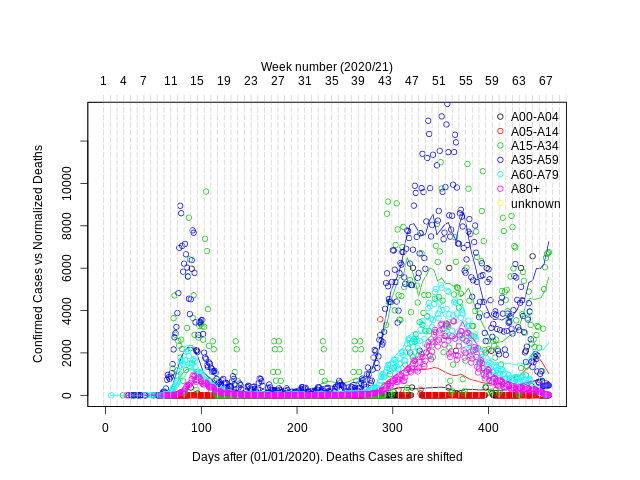 Week number (2020/21)
1 4 7 11 15 19 23 27 31 35 39 43 47 51 55 59 63 67
A00-A04
A05-A14
A15-A34
A35-A59
A60-A79
A80+
unknown
Confirmed Cases vs Normalized Deaths
0 2000 4000 6000 8000 10000
0 100 200 300 400
Days after (01/01/2020). Deaths Cases are shifted